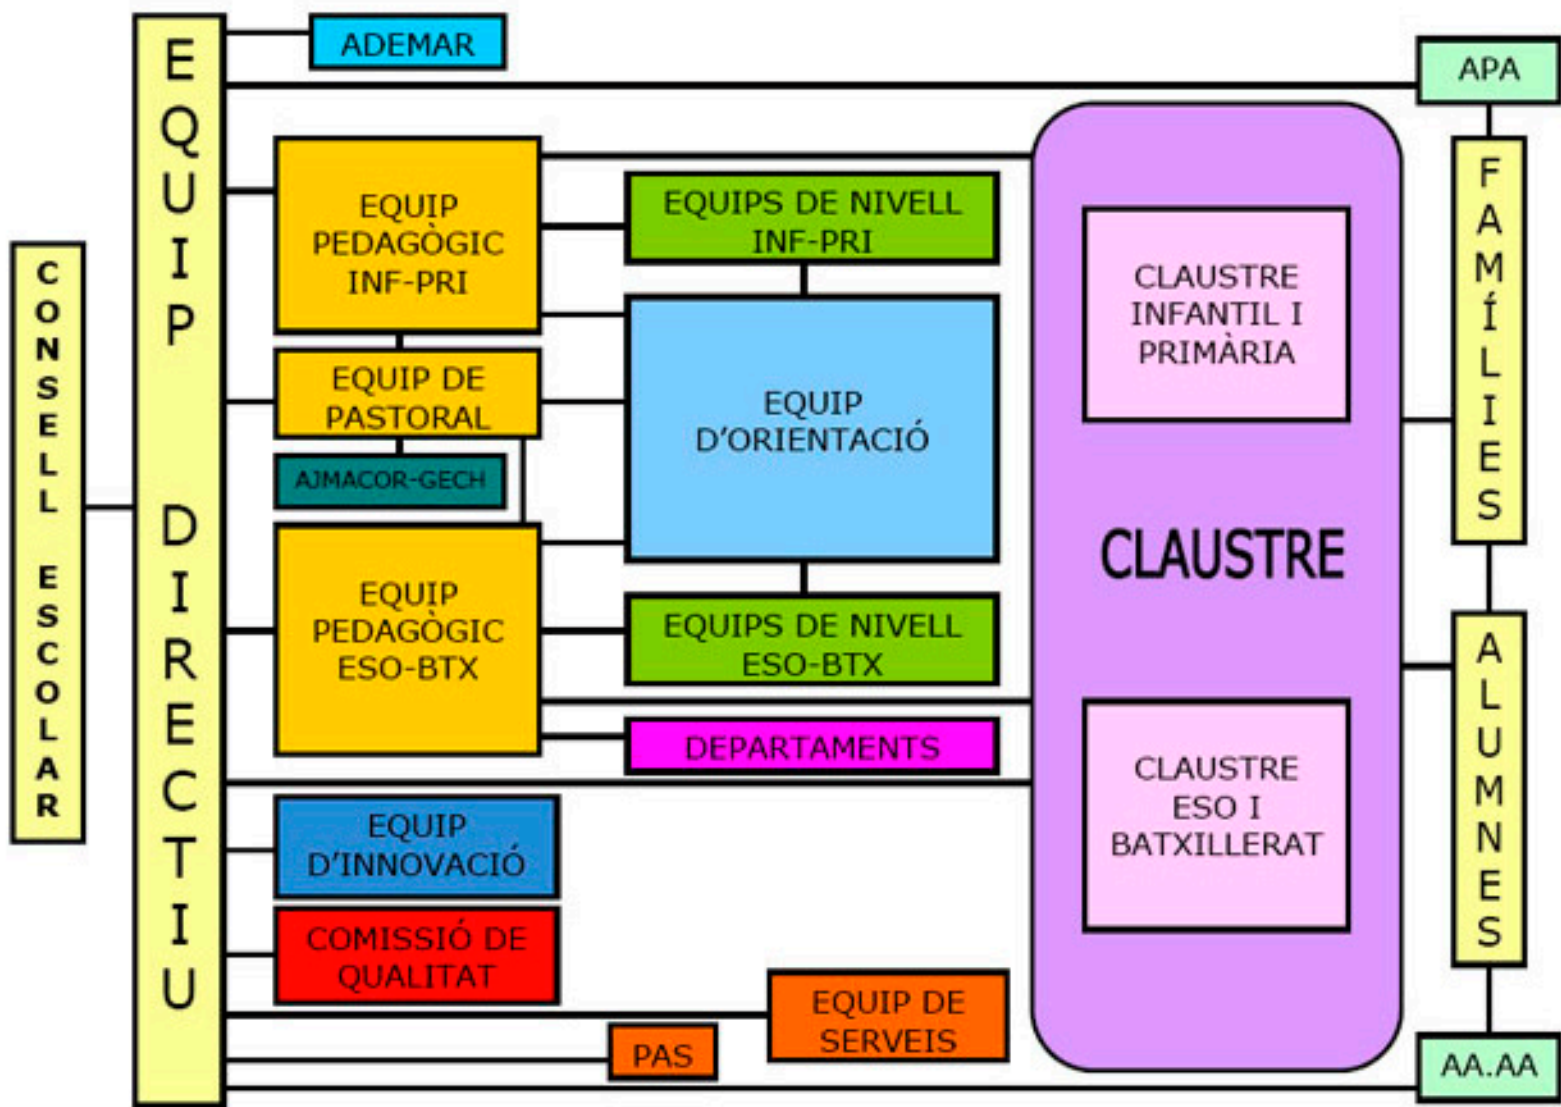 CONSELL ESCOLAR
EQUIP DIRECTIU
ADEMAR
APA
EQUIP
PEDAGÒGIC
INF-PRI
EQUIPS DE NIVELL
INF-PRI
EQUIP DE
PASTORAL
AJMACOR-GECH
EQUIP
D'ORIENTACIÓ
EQUIP
PEDAGÒGIC
ESO-BTX
EQUIPS DE NIVELL
ESO-BTX
DEPARTAMENTS
EQUIP
D'INNOVACIÓ
COMISSIÓ DE
QUALITAT
EQUIP DE
SERVEIS
PAS
CLAUSTRE
INFANTIL I
PRIMÀRIA
CLAUSTRE
CLAUSTRE
ESO I
BATXILLERAT
FAMÍLIES
ALUMNES
AA.AA